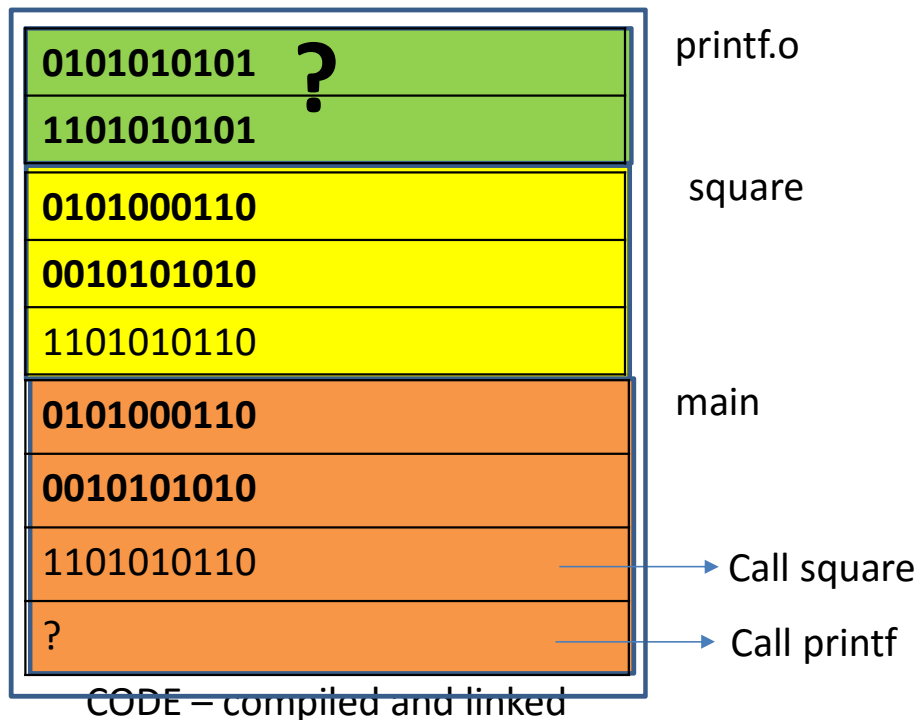 0101010101 ? printf.o
1101010101
0101000110 square
0010101010
1101010110
0101000110 main
0010101010
1101010110 Call square
? Call printf
CODE – compiled and linked